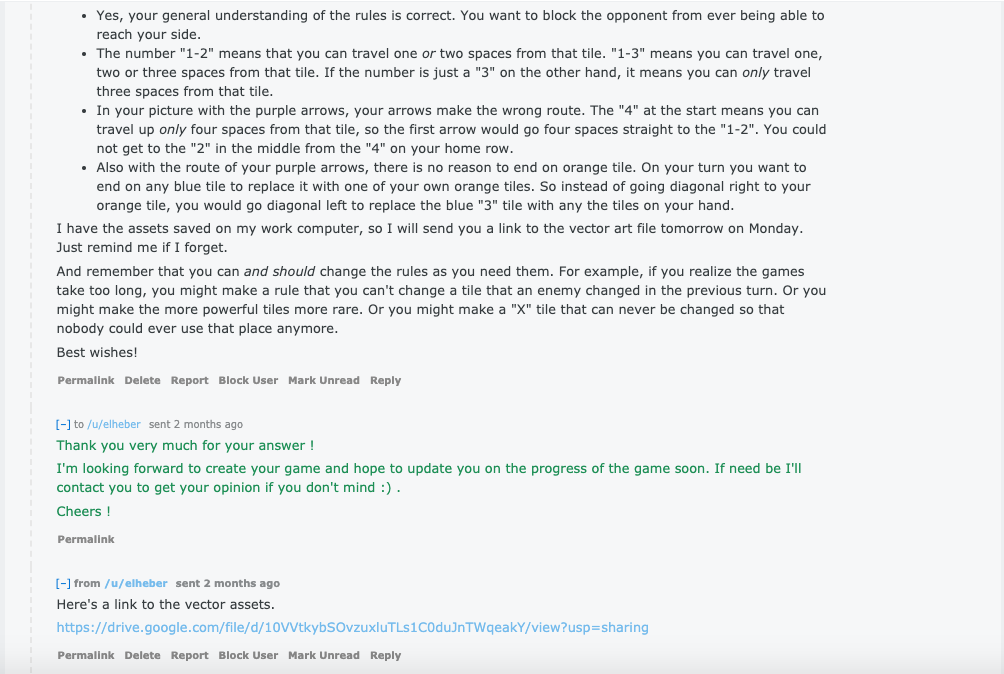 • Yes, your general understanding of the rules is correct. You want to block the opponent from ever being able to
reach your side.
• The number "1-2" means that you can travel one or two spaces from that tile. "1-3" means you can travel one,
two or three spaces from that tile. If the number is just a "3" on the other hand, it means you can only travel
three spaces from that tile.
• In your picture with the purple arrows, your arrows make the wrong route. The "4" at the start means you can
travel up only four spaces from that tile, so the first arrow would go four spaces straight to the "1-2". You could
not get to the "2" in the middle from the "4" on your home row.
• Also with the route of your purple arrows, there is no reason to end on orange tile. On your turn you want to
end on any blue tile to replace it with one of your own orange tiles. So instead of going diagonal right to your
orange tile, you would go diagonal left to replace the blue "3" tile with any the tiles on your hand.
I have the assets saved on my work computer, so I will send you a link to the vector art file tomorrow on Monday.
Just remind me if I forget.
And remember that you can and should change the rules as you need them. For example, if you realize the games
take too long, you might make a rule that you can't change a tile that an enemy changed in the previous turn. Or you
might make the more powerful tiles more rare. Or you might make a "X" tile that can never be changed so that
nobody could ever use that place anymore.
Best wishes!
Permalink Delete Report Block User Mark Unread Reply
[–] to /u/elheber sent 2 months ago
Thank you very much for your answer !
I'm looking forward to create your game and hope to update you on the progress of the game soon. If need be I'll
contact you to get your opinion if you don't mind :) .
Cheers !
Permalink
[–] from /u/elheber sent 2 months ago
Here's a link to the vector assets.
https://drive.google.com/file/d/10VVtkybSOvzuxluTLs1C0duJnTWqeakY/view?usp=sharing
Permalink Delete Report Block User Mark Unread Reply